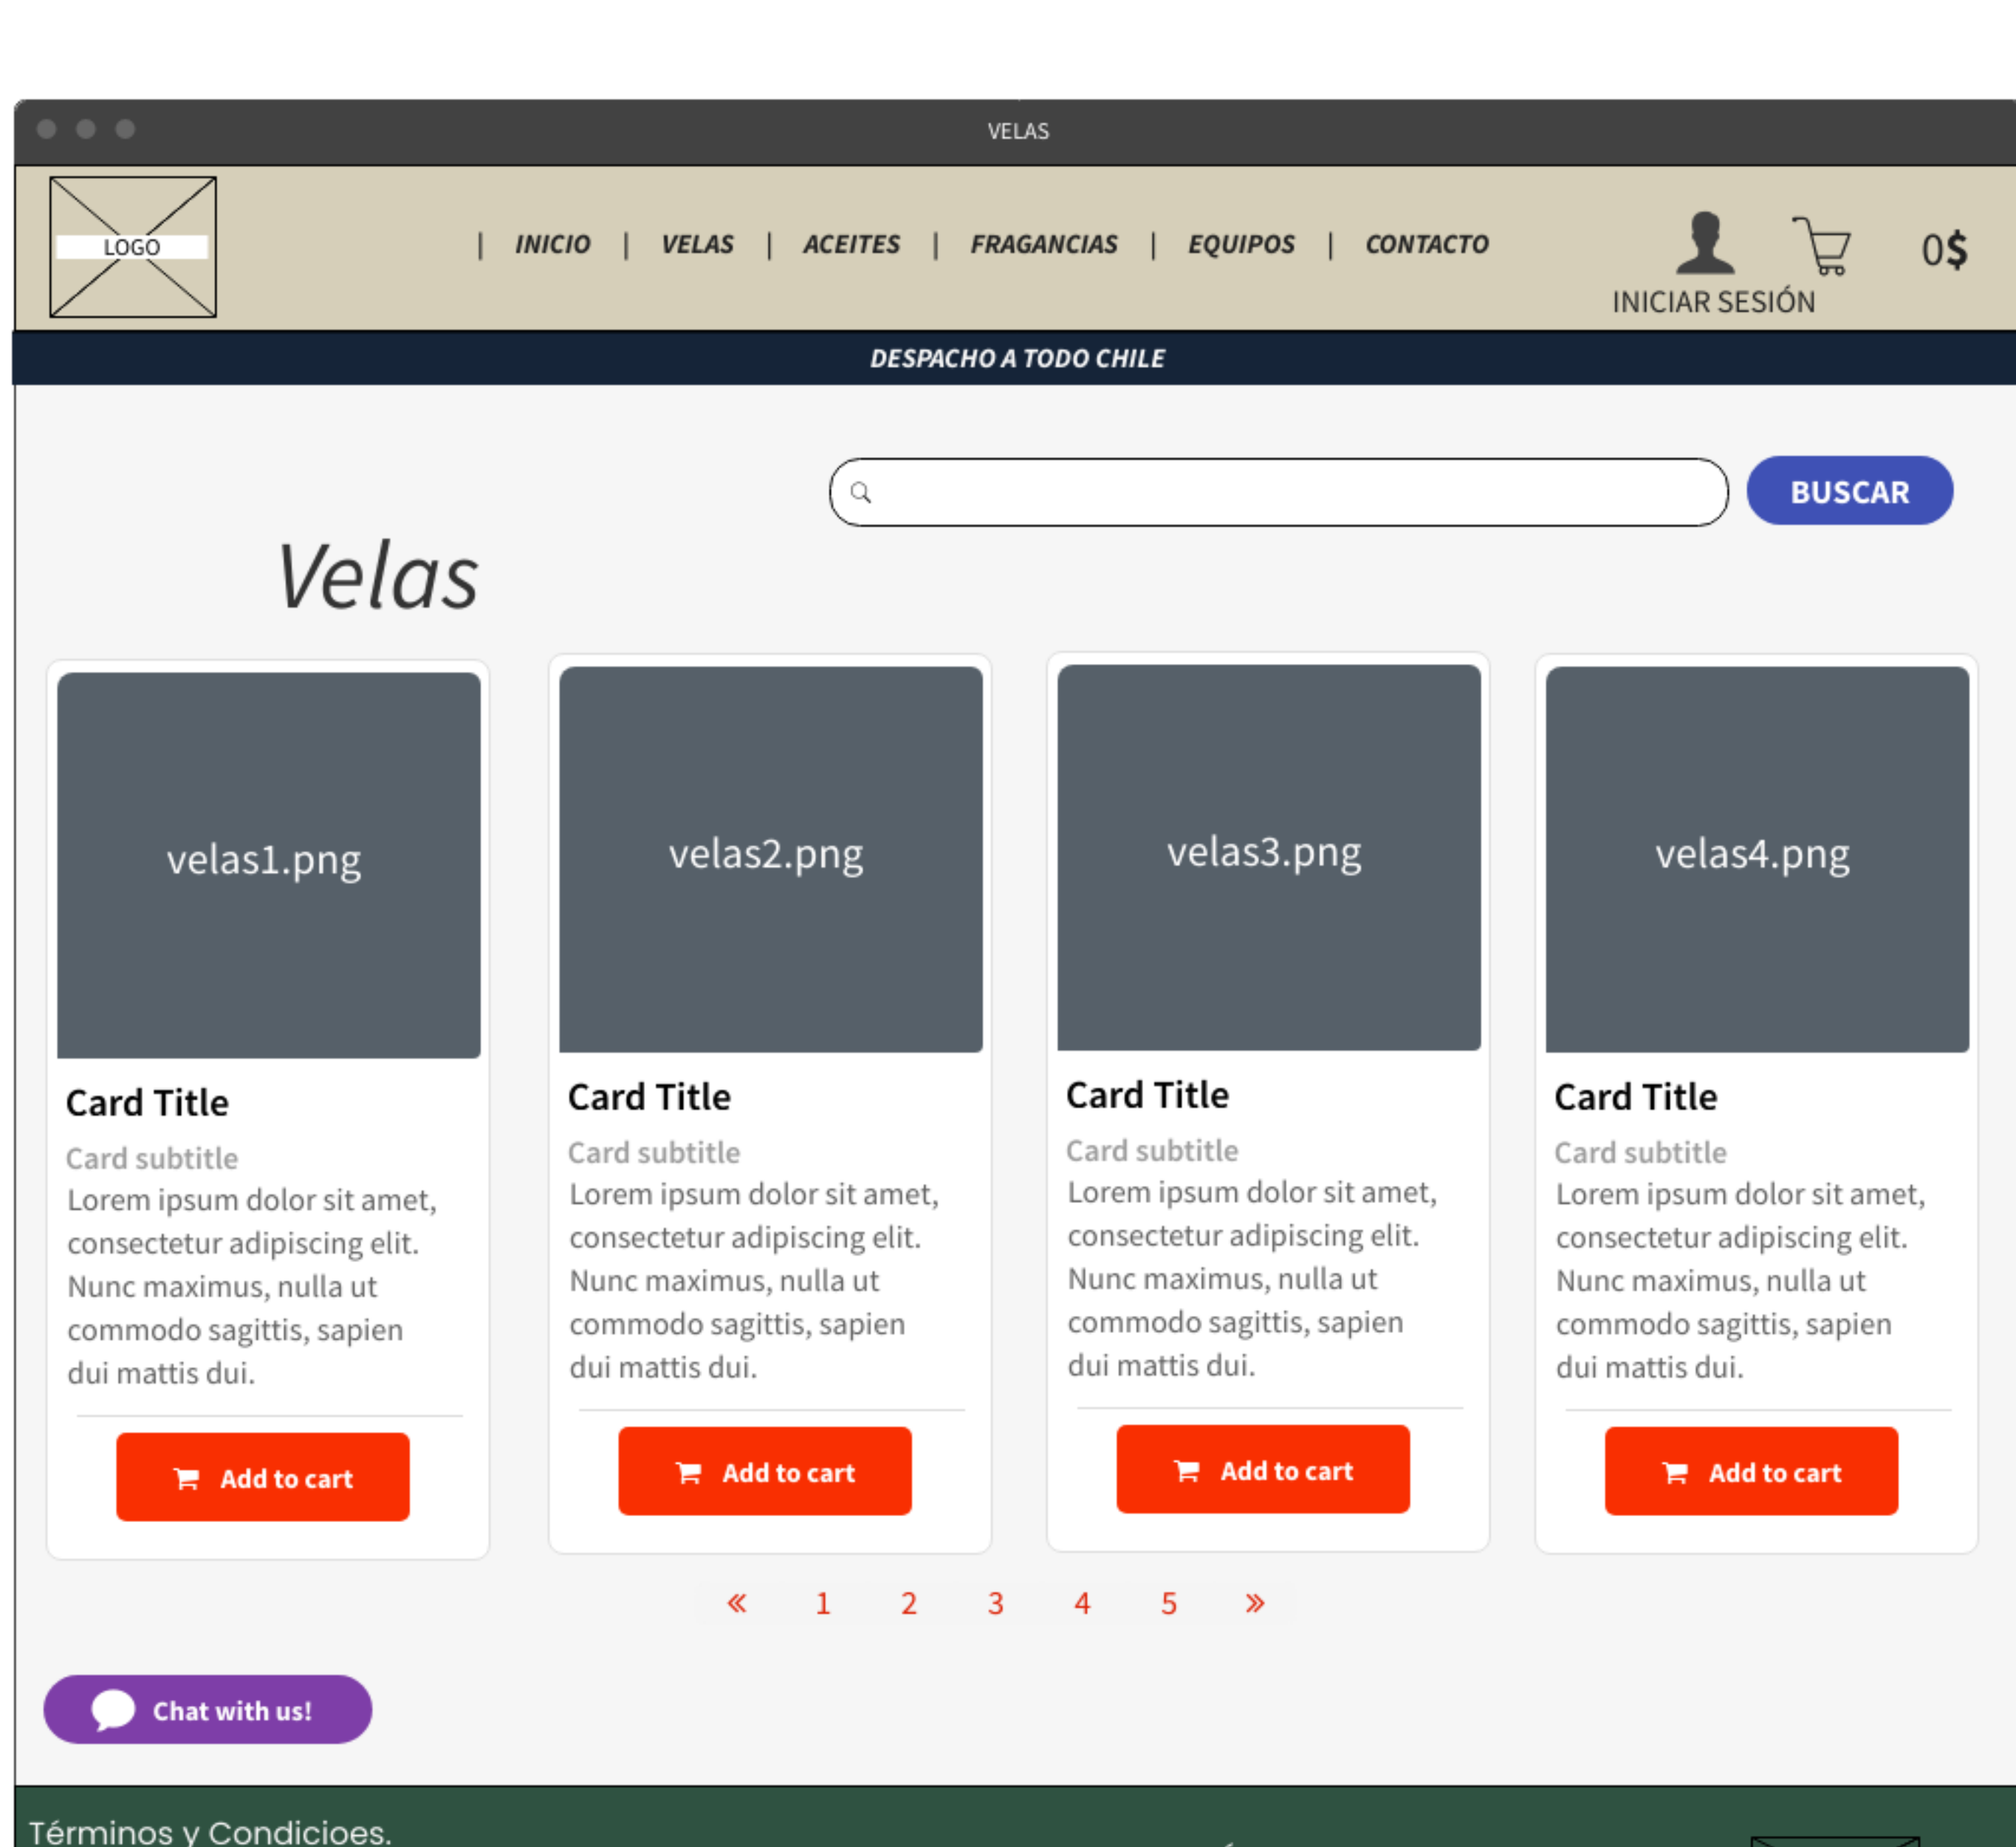 VELAS
LOGO
| INICIO | VELAS | ACEITES | FRAGANCIAS | EQUIPOS | CONTACTO
0$
INICIAR SESIÓN
DESPACHO A TODO CHILE
BUSCAR
Velas
velas1.png
Card Title
Card subtitle
Lorem ipsum dolor sit amet,
consectetur adipiscing elit.
Nunc maximus, nulla ut
commodo sagittis, sapien
dui mattis dui.
Add to cart
velas2.png
Card Title
Card subtitle
Lorem ipsum dolor sit amet,
consectetur adipiscing elit.
Nunc maximus, nulla ut
commodo sagittis, sapien
dui mattis dui.
Add to cart
velas3.png
Card Title
Card subtitle
Lorem ipsum dolor sit amet,
consectetur adipiscing elit.
Nunc maximus, nulla ut
commodo sagittis, sapien
dui mattis dui.
Add to cart
velas4.png
Card Title
Card subtitle
Lorem ipsum dolor sit amet,
consectetur adipiscing elit.
Nunc maximus, nulla ut
commodo sagittis, sapien
dui mattis dui.
Add to cart
« 1 2 3 4 5 »
Chat with us!
Términos y Condicioes.